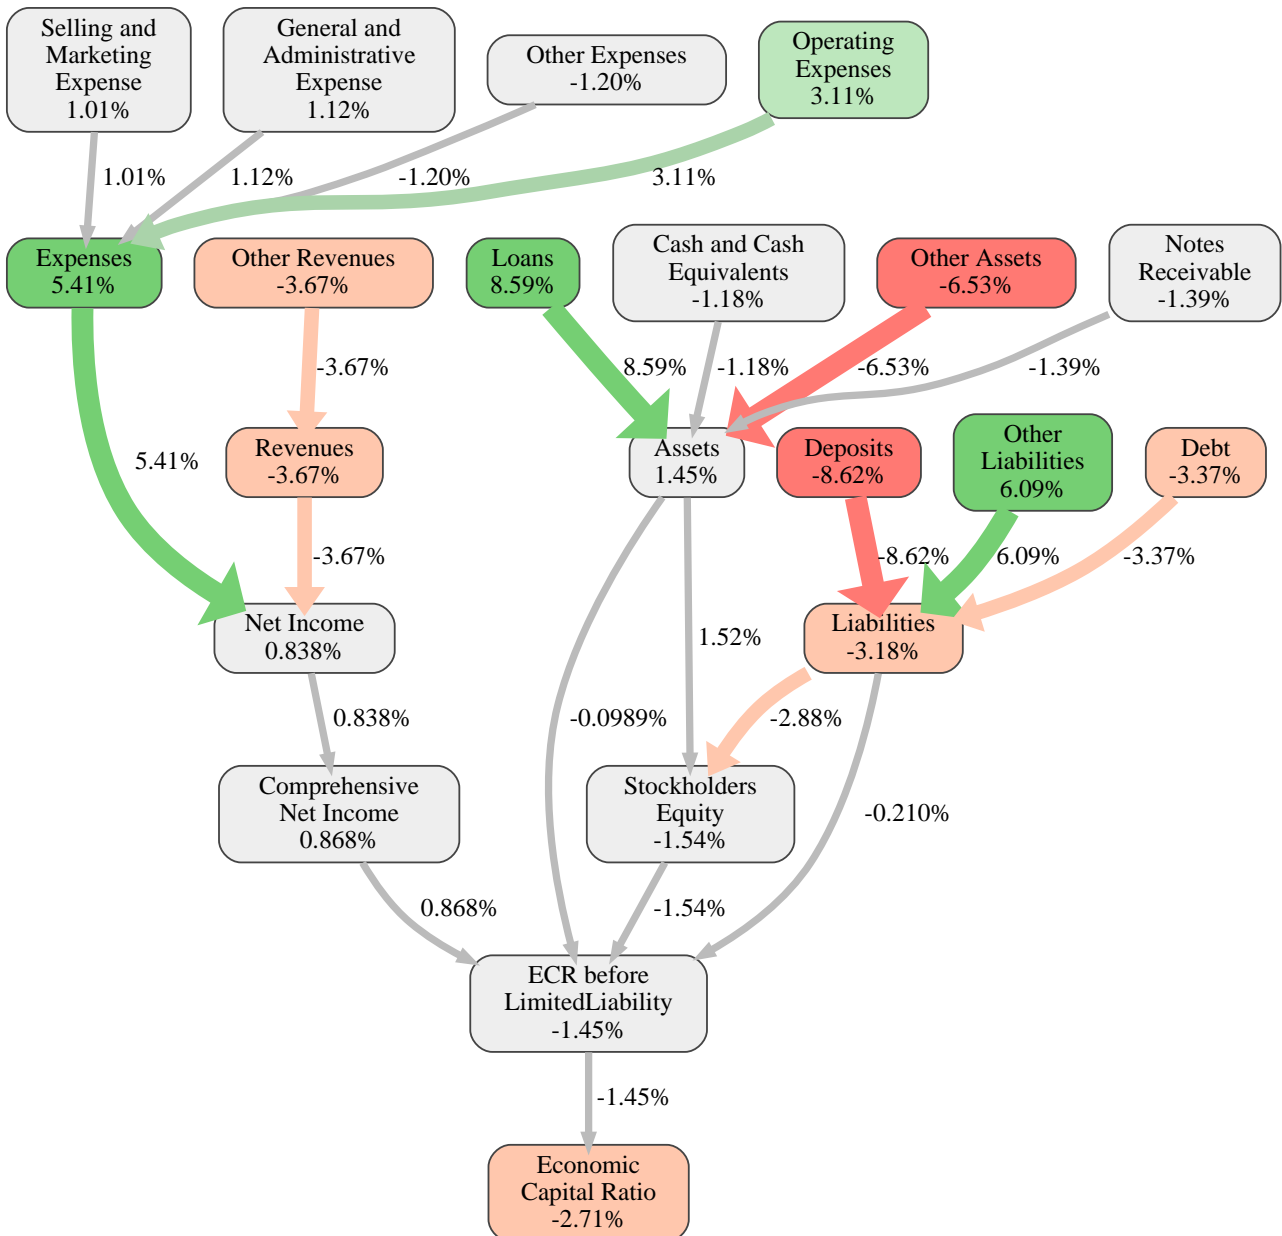 Selling and
Marketing
Expense
1.01%
General and
Administrative
Expense
1.12%
Other Expenses
-1.20%
Operating
Expenses
3.11%
1.01%
1.12%
-1.20%
3.11%
Expenses
5.41%
Other Revenues
-3.67%
Loans
8.59%
Cash and Cash
Equivalents
-1.18%
Other Assets
-6.53%
Notes
Receivable
-1.39%
-3.67%
8.59%
-1.18%
-6.53%
-1.39%
5.41%
Revenues
-3.67%
Assets
1.45%
Deposits
-8.62%
Other
Liabilities
6.09%
Debt
-3.37%
-3.67%
-8.62%
6.09%
-3.37%
Net Income
0.838%
1.52%
Liabilities
-3.18%
0.838%
-0.0989%
-2.88%
Comprehensive
Net Income
0.868%
Stockholders
Equity
-1.54%
-0.210%
0.868%
-1.54%
ECR before
LimitedLiability
-1.45%
-1.45%
Economic
Capital Ratio
-2.71%